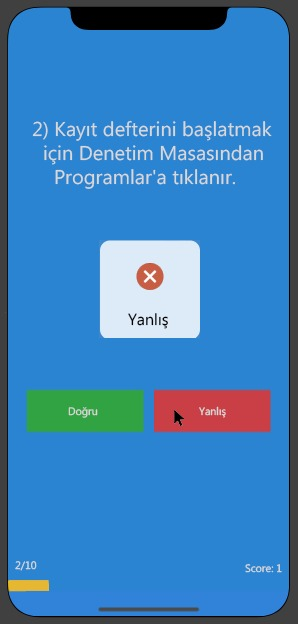 2) Kayıt defterini başlatmak
için Denetim Masasından
Programlar'a tıklanır.
Yanlış
Doğru
Yanlış
2/10
Score: 1